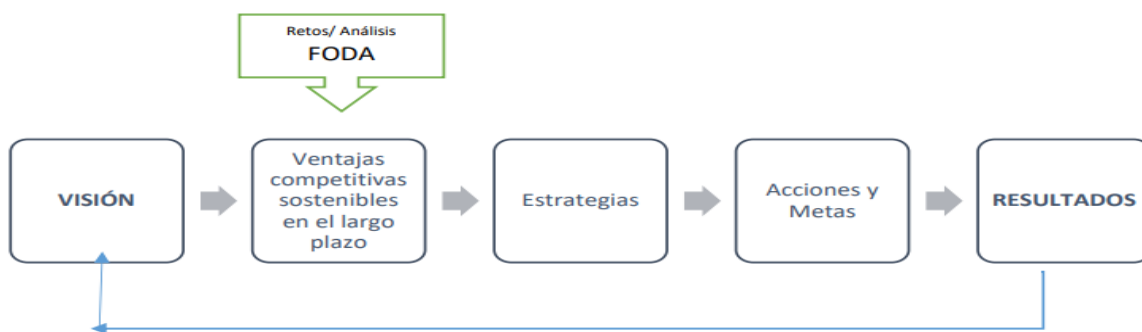 Retos/ Análisis
FODA
VISIÓN
Ventajas
competitivas
sostenibles
en el largo
plazo
Estrategias
Acciones y
Metas
RESULTADOS